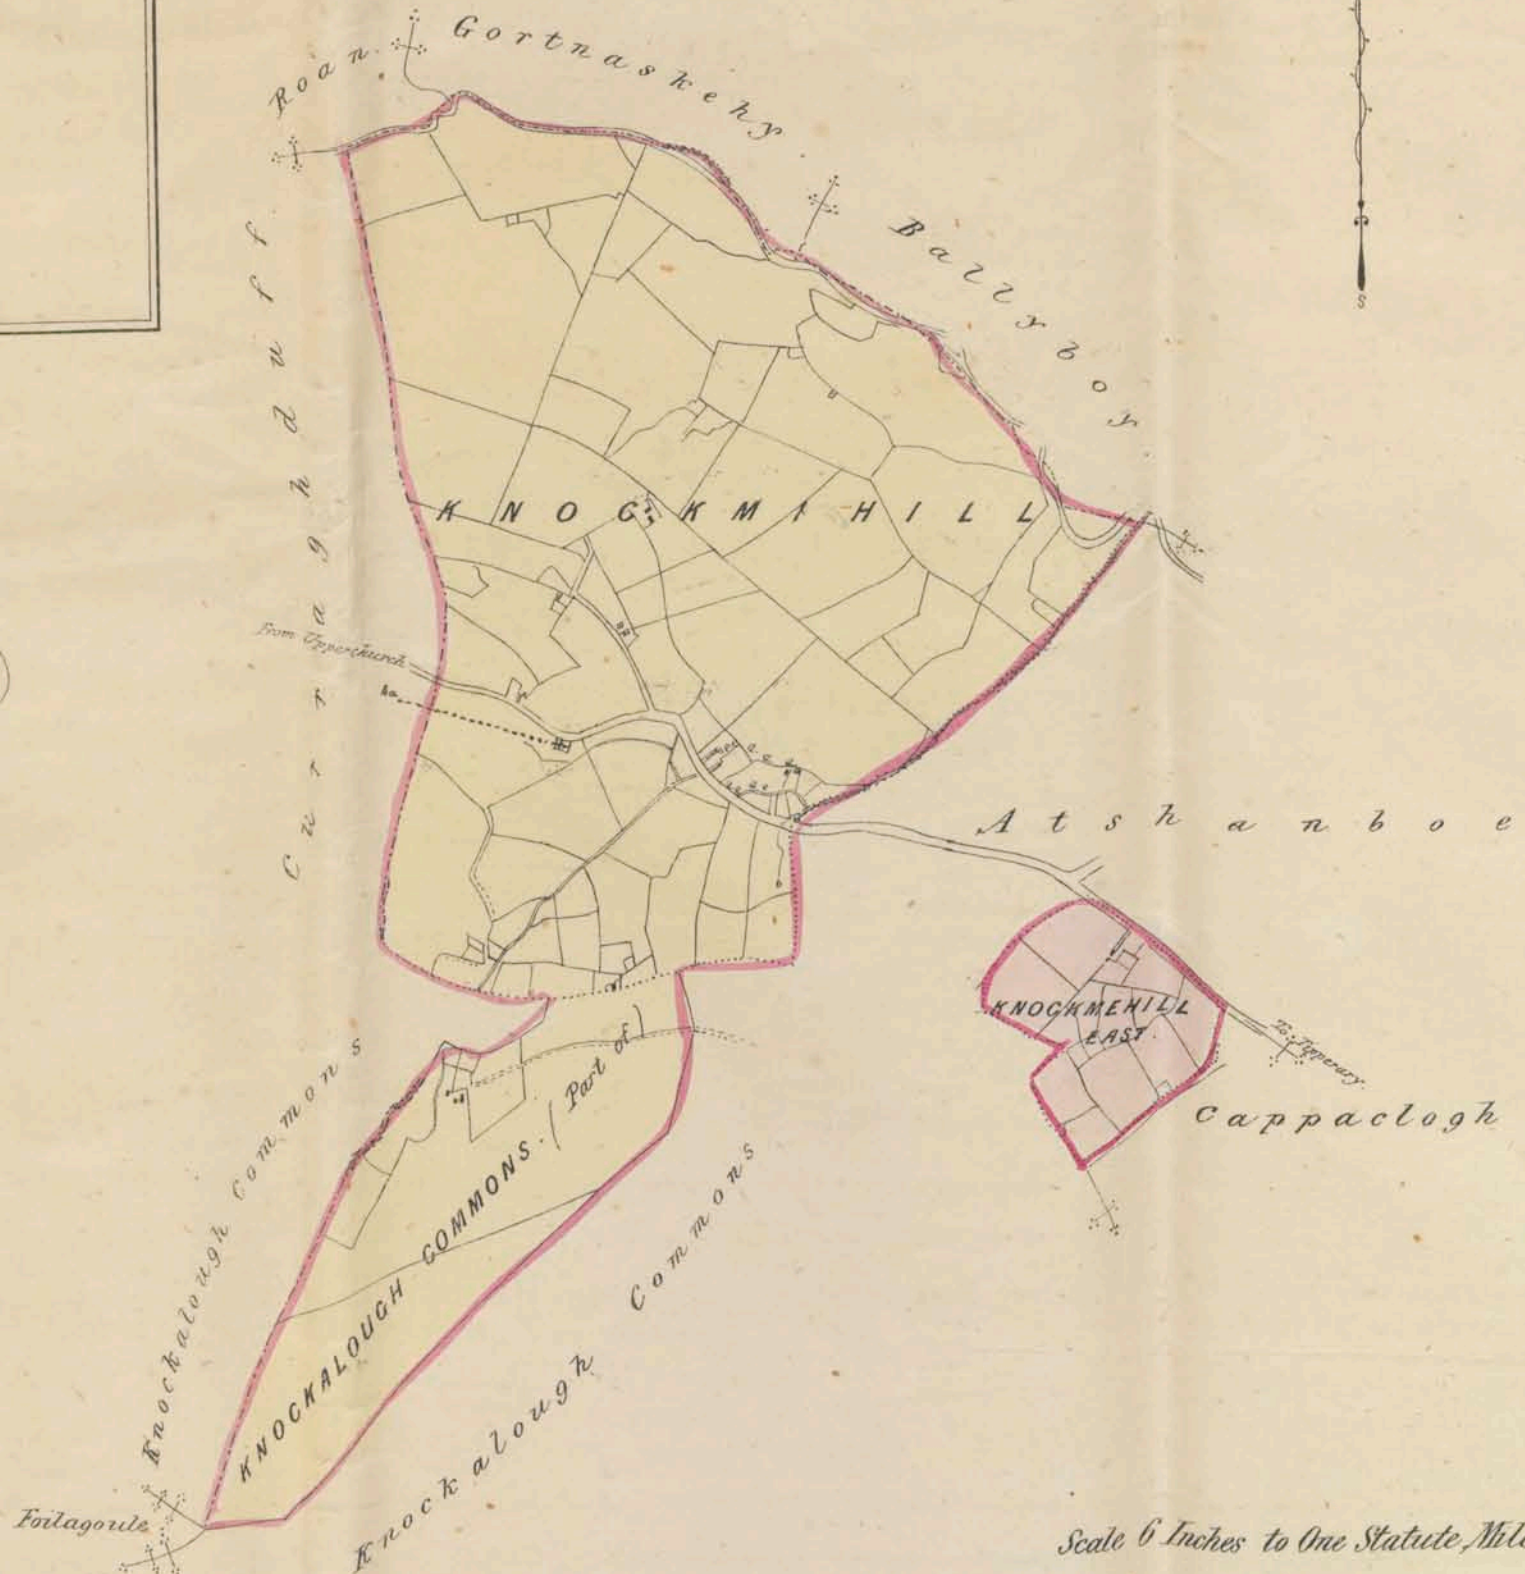 Roan
Gortnaskehy
S
Ballyboy.
Curraghduff
KNOCKMIHILL
From Upperchurch
Atshanboe
KNOCKMEHILL
EAST.
To Tipperary.
Cappaclogh
Knockalough Commons
KNOCKALOUGH COMMONS. (Part of)
Knockalough Commons
Foilagoule
Scale 6 Inches to One Statute Mile